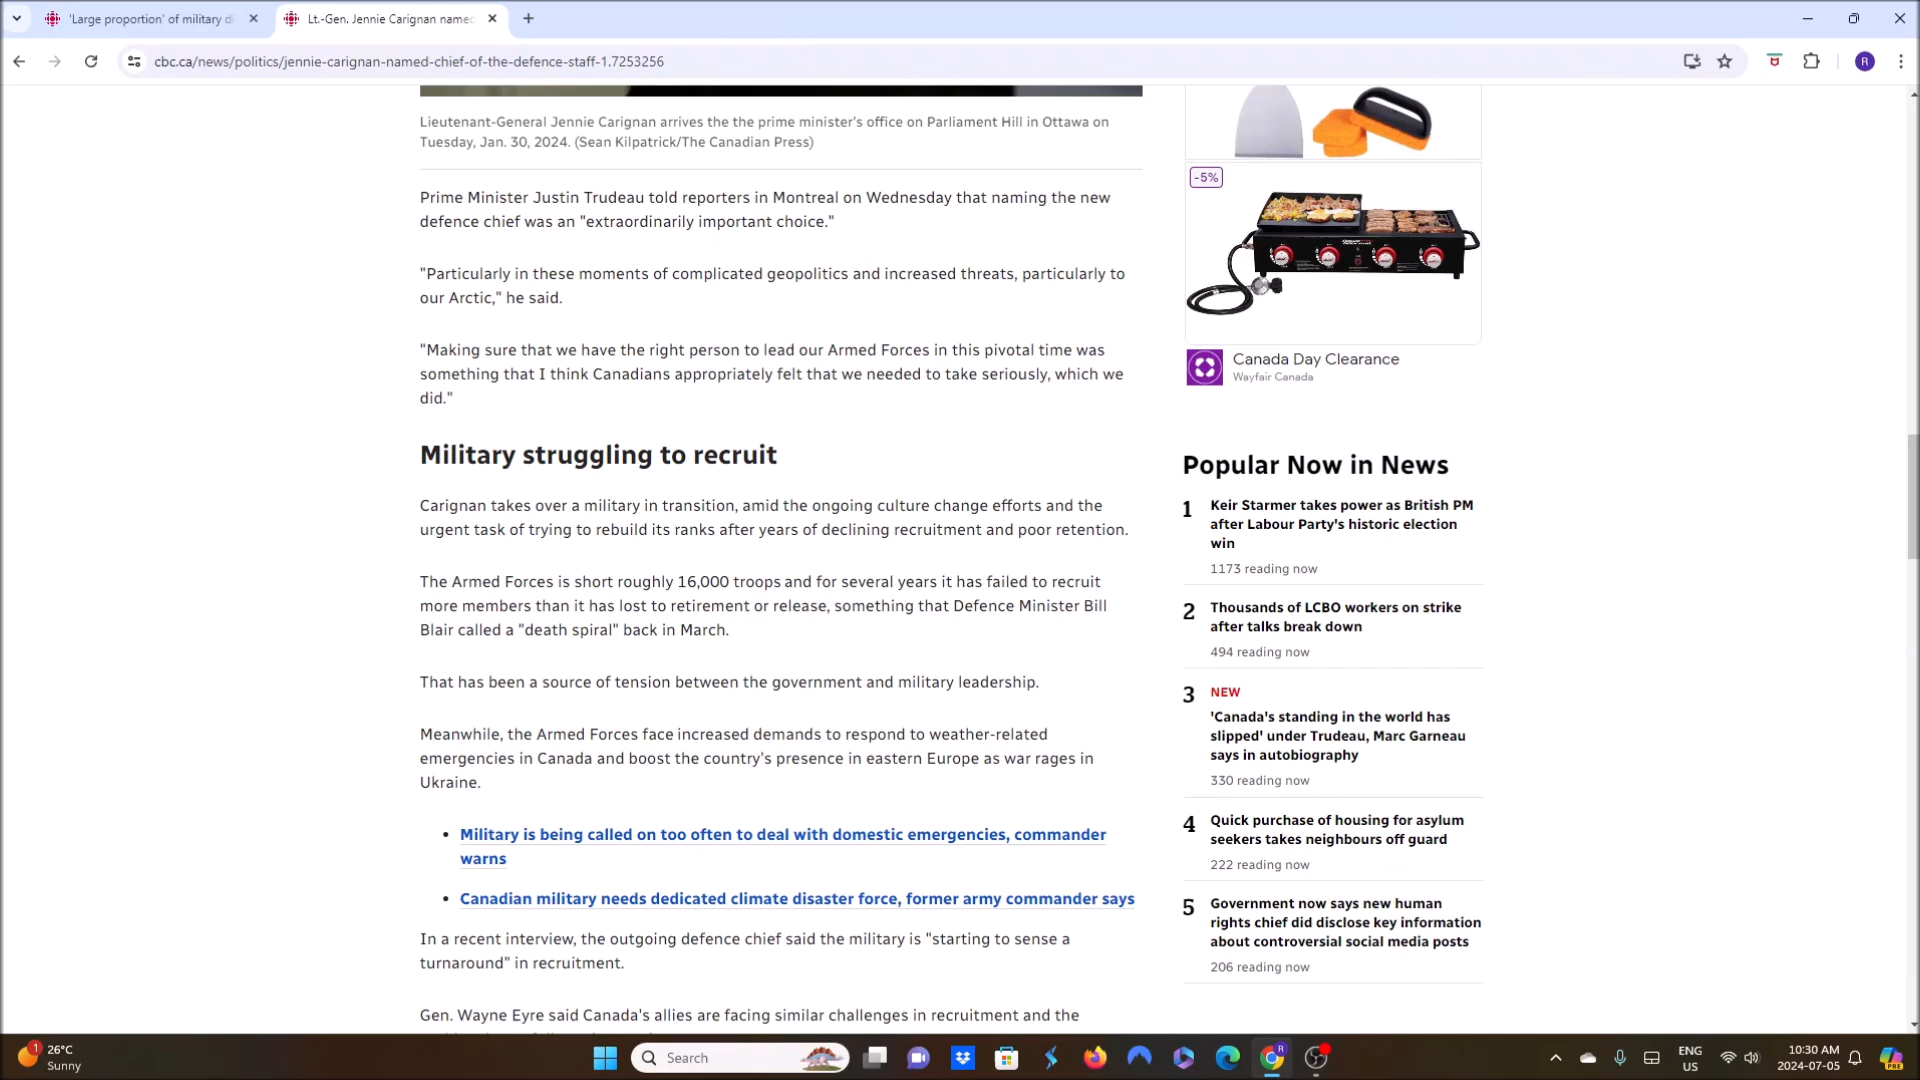 'Large proportion' of military di
Lt.-Gen. Jennie Carignan named
cbc.ca/news/politics/jennie-carignan-named-chief-of-the-defence-staff-1.7253256
R
Lieutenant-General Jennie Carignan arrives the the prime minister's office on Parliament Hill in Ottawa on
Tuesday, Jan. 30, 2024. (Sean Kilpatrick/The Canadian Press)
Prime Minister Justin Trudeau told reporters in Montreal on Wednesday that naming the new
defence chief was an "extraordinarily important choice."
"Particularly in these moments of complicated geopolitics and increased threats, particularly to
our Arctic," he said.
"Making sure that we have the right person to lead our Armed Forces in this pivotal time was
something that I think Canadians appropriately felt that we needed to take seriously, which we
did."
Military struggling to recruit
Carignan takes over a military in transition, amid the ongoing culture change efforts and the
urgent task of trying to rebuild its ranks after years of declining recruitment and poor retention.
The Armed Forces is short roughly 16,000 troops and for several years it has failed to recruit
more members than it has lost to retirement or release, something that Defence Minister Bill
Blair called a "death spiral" back in March.
That has been a source of tension between the government and military leadership.
Meanwhile, the Armed Forces face increased demands to respond to weather-related
emergencies in Canada and boost the country's presence in eastern Europe as war rages in
Ukraine.
• Military is being called on too often to deal with domestic emergencies, commander
warns
• Canadian military needs dedicated climate disaster force, former army commander says
In a recent interview, the outgoing defence chief said the military is "starting to sense a
turnaround" in recruitment.
Gen. Wayne Eyre said Canada's allies are facing similar challenges in recruitment and the
-5%
Canada Day Clearance
Wayfair Canada
Popular Now in News
1 Keir Starmer takes power as British PM
after Labour Party's historic election
win
1173 reading now
2 Thousands of LCBO workers on strike
after talks break down
494 reading now
3 NEW
'Canada's standing in the world has
slipped' under Trudeau, Marc Garneau
says in autobiography
330 reading now
4 Quick purchase of housing for asylum
seekers takes neighbours off guard
222 reading now
5 Government now says new human
rights chief did disclose key information
about controversial social media posts
206 reading now
1
26°C
Sunny
Search
R
ENG
US
10:30 AM
2024-07-05
PRE